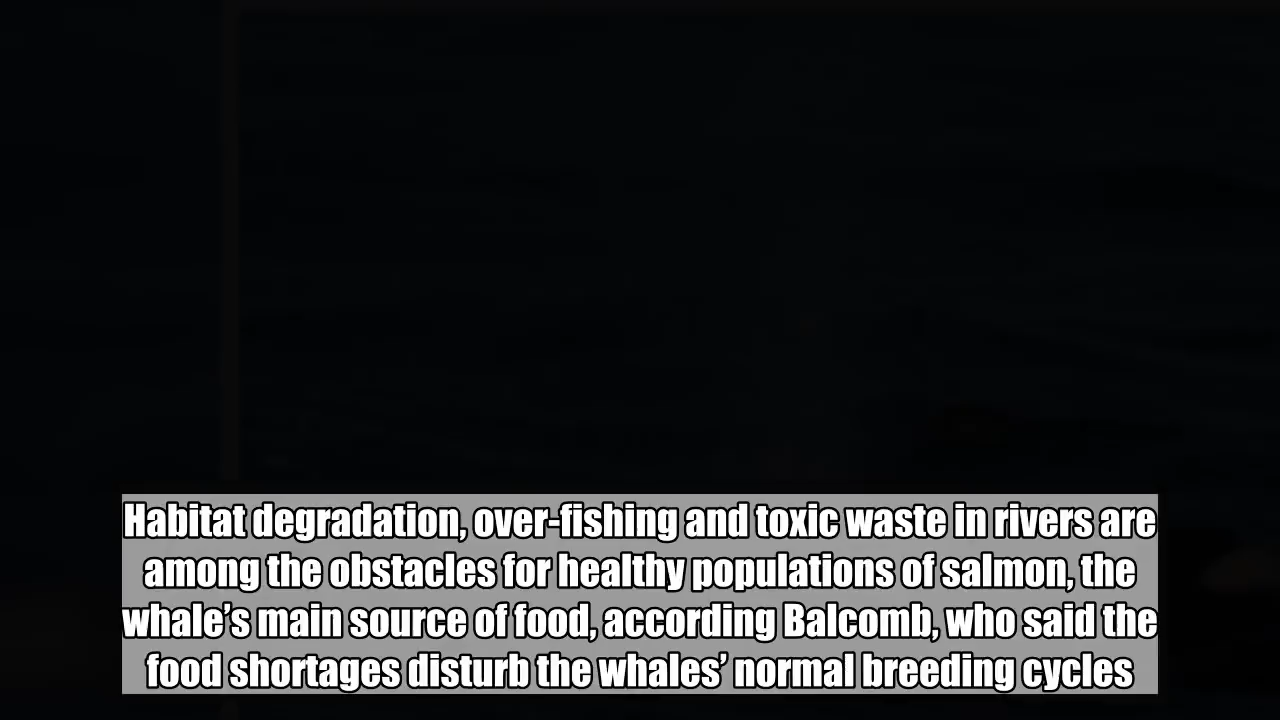 Habitat degradation, over-fishing and toxic waste in rivers are
among the obstacles for healthy populations of salmon, the
whale’s main source of food, according Balcomb, who said the
food shortages disturb the whales’ normal breeding cycles